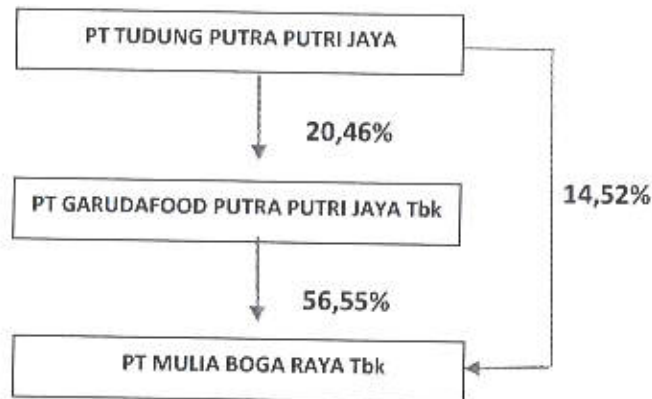 PT TUDUNG PUTRA PUTRI JAYA
20,46%
PT GARUDAFOOD PUTRA PUTRI JAYA Tbk
14,52%
56,55%
PT MULIA BOGA RAYA Tbk